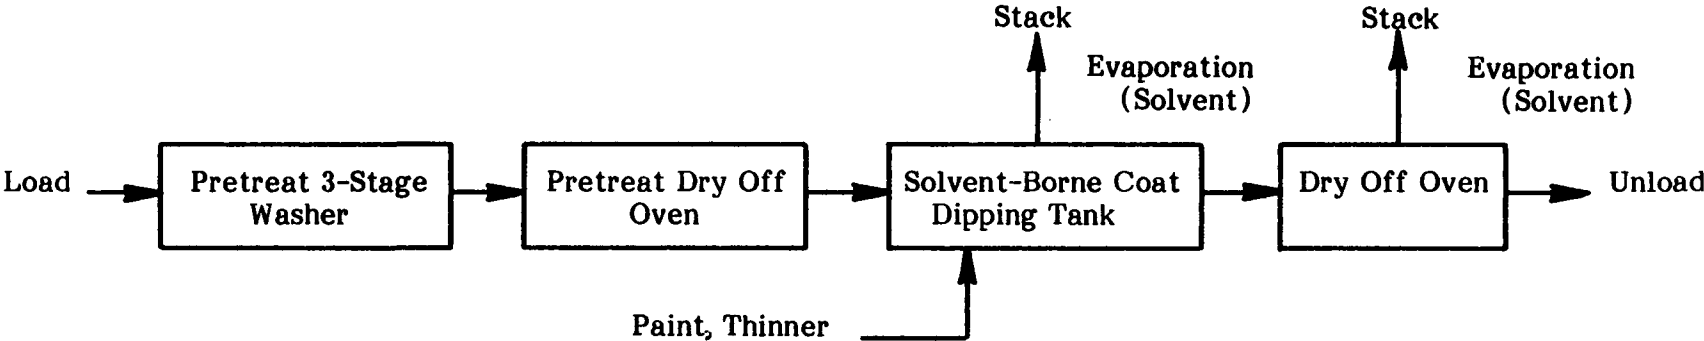 Stack
Stack
Evaporation
(Solvent)
Evaporation
(Solvent)
Load
Pretreat 3-Stage
Washer
Pretreat Dry Off
Oven
Solvent-Borne Coat
Dipping Tank
Dry Off Oven
Unload
Paint, Thinner